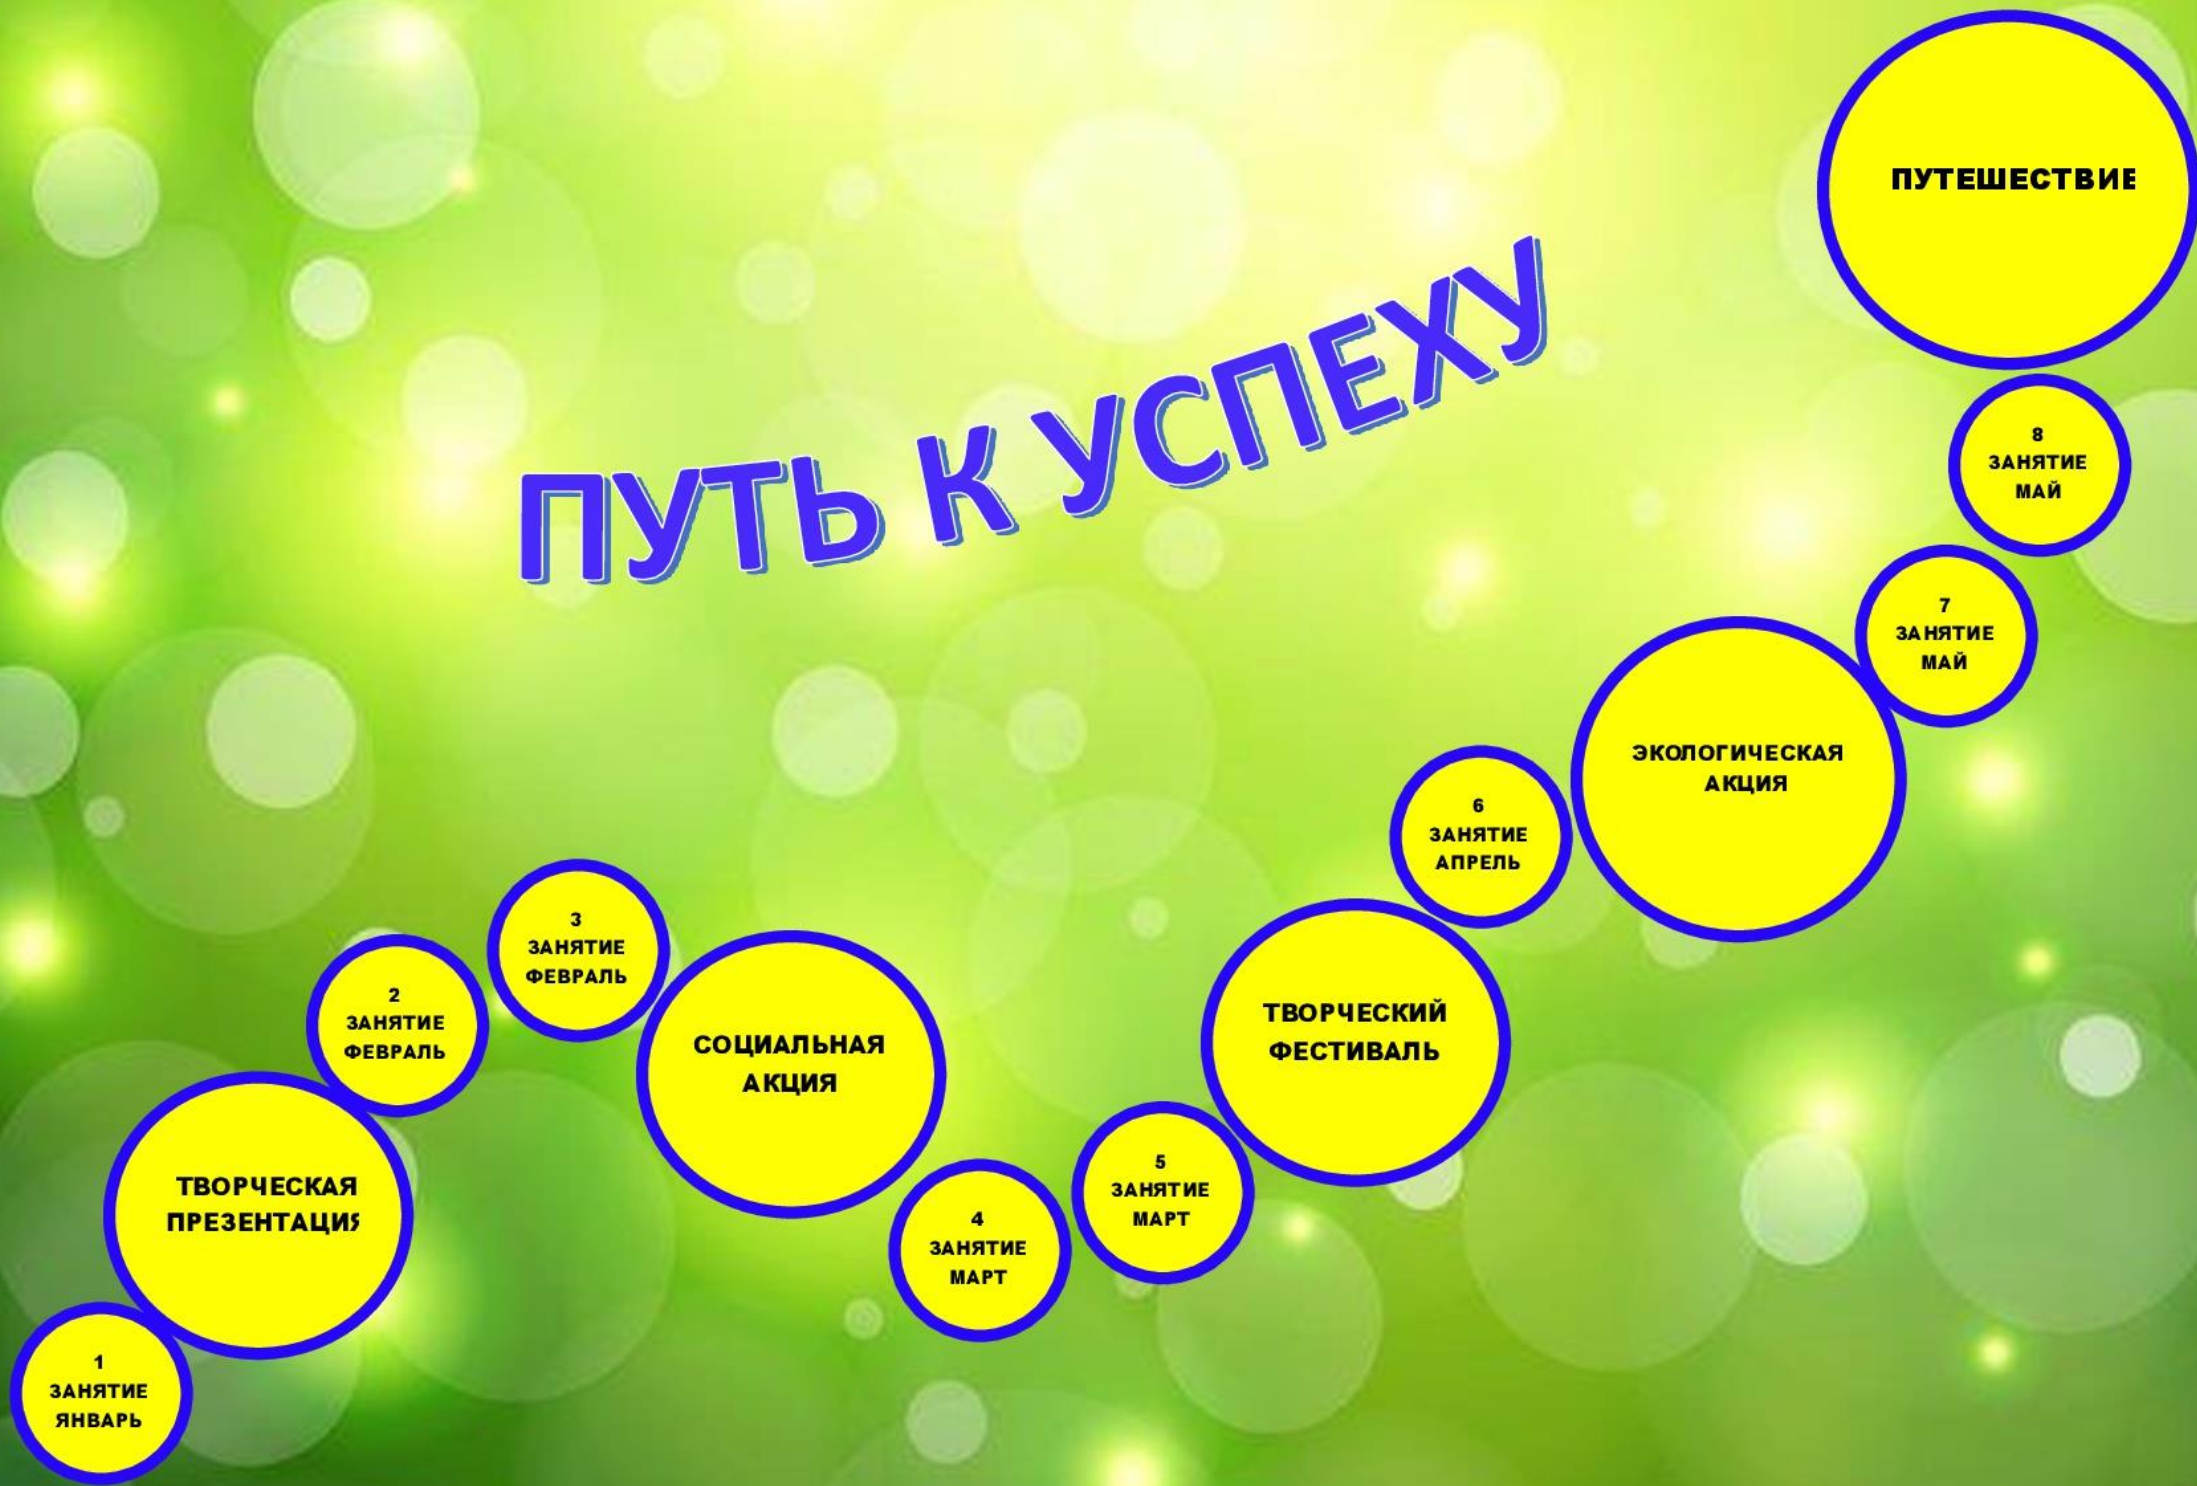 ПУТЬ К УСПЕХУ
1
ЗАНЯТИЕ
ЯНВАРЬ
ТВОРЧЕСКАЯ
ПРЕЗЕНТАЦИЯ
2
ЗАНЯТИЕ
ФЕВРАЛЬ
3
ЗАНЯТИЕ
ФЕВРАЛЬ
СОЦИАЛЬНАЯ
АКЦИЯ
4
ЗАНЯТИЕ
МАРТ
5
ЗАНЯТИЕ
МАРТ
ТВОРЧЕСКИЙ
ФЕСТИВАЛЬ
6
ЗАНЯТИЕ
АПРЕЛЬ
ЭКОЛОГИЧЕСКАЯ
АКЦИЯ
7
ЗАНЯТИЕ
МАЙ
8
ЗАНЯТИЕ
МАЙ
ПУТЕШЕСТВИЕ